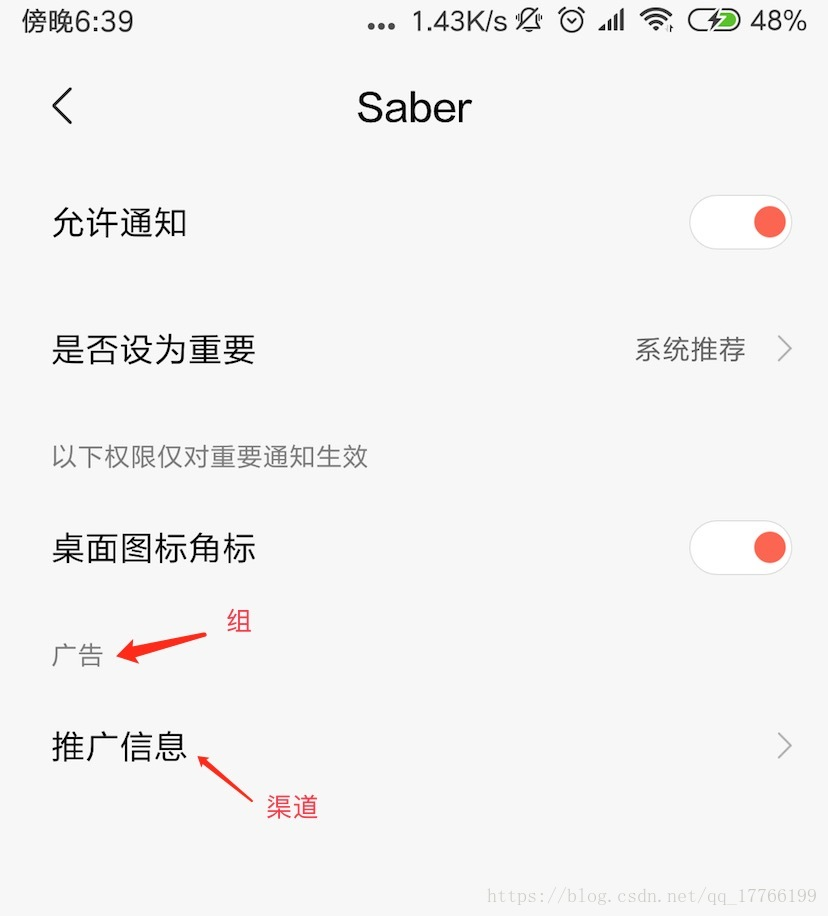 傍晚6:39 ... 1.43K/s 48%
Saber
允许通知
是否设为重要 系统推荐
以下权限仅对重要通知生效
桌面图标角标
组
广告
推广信息
渠道
https://blog.csdn.net/qq_17766199